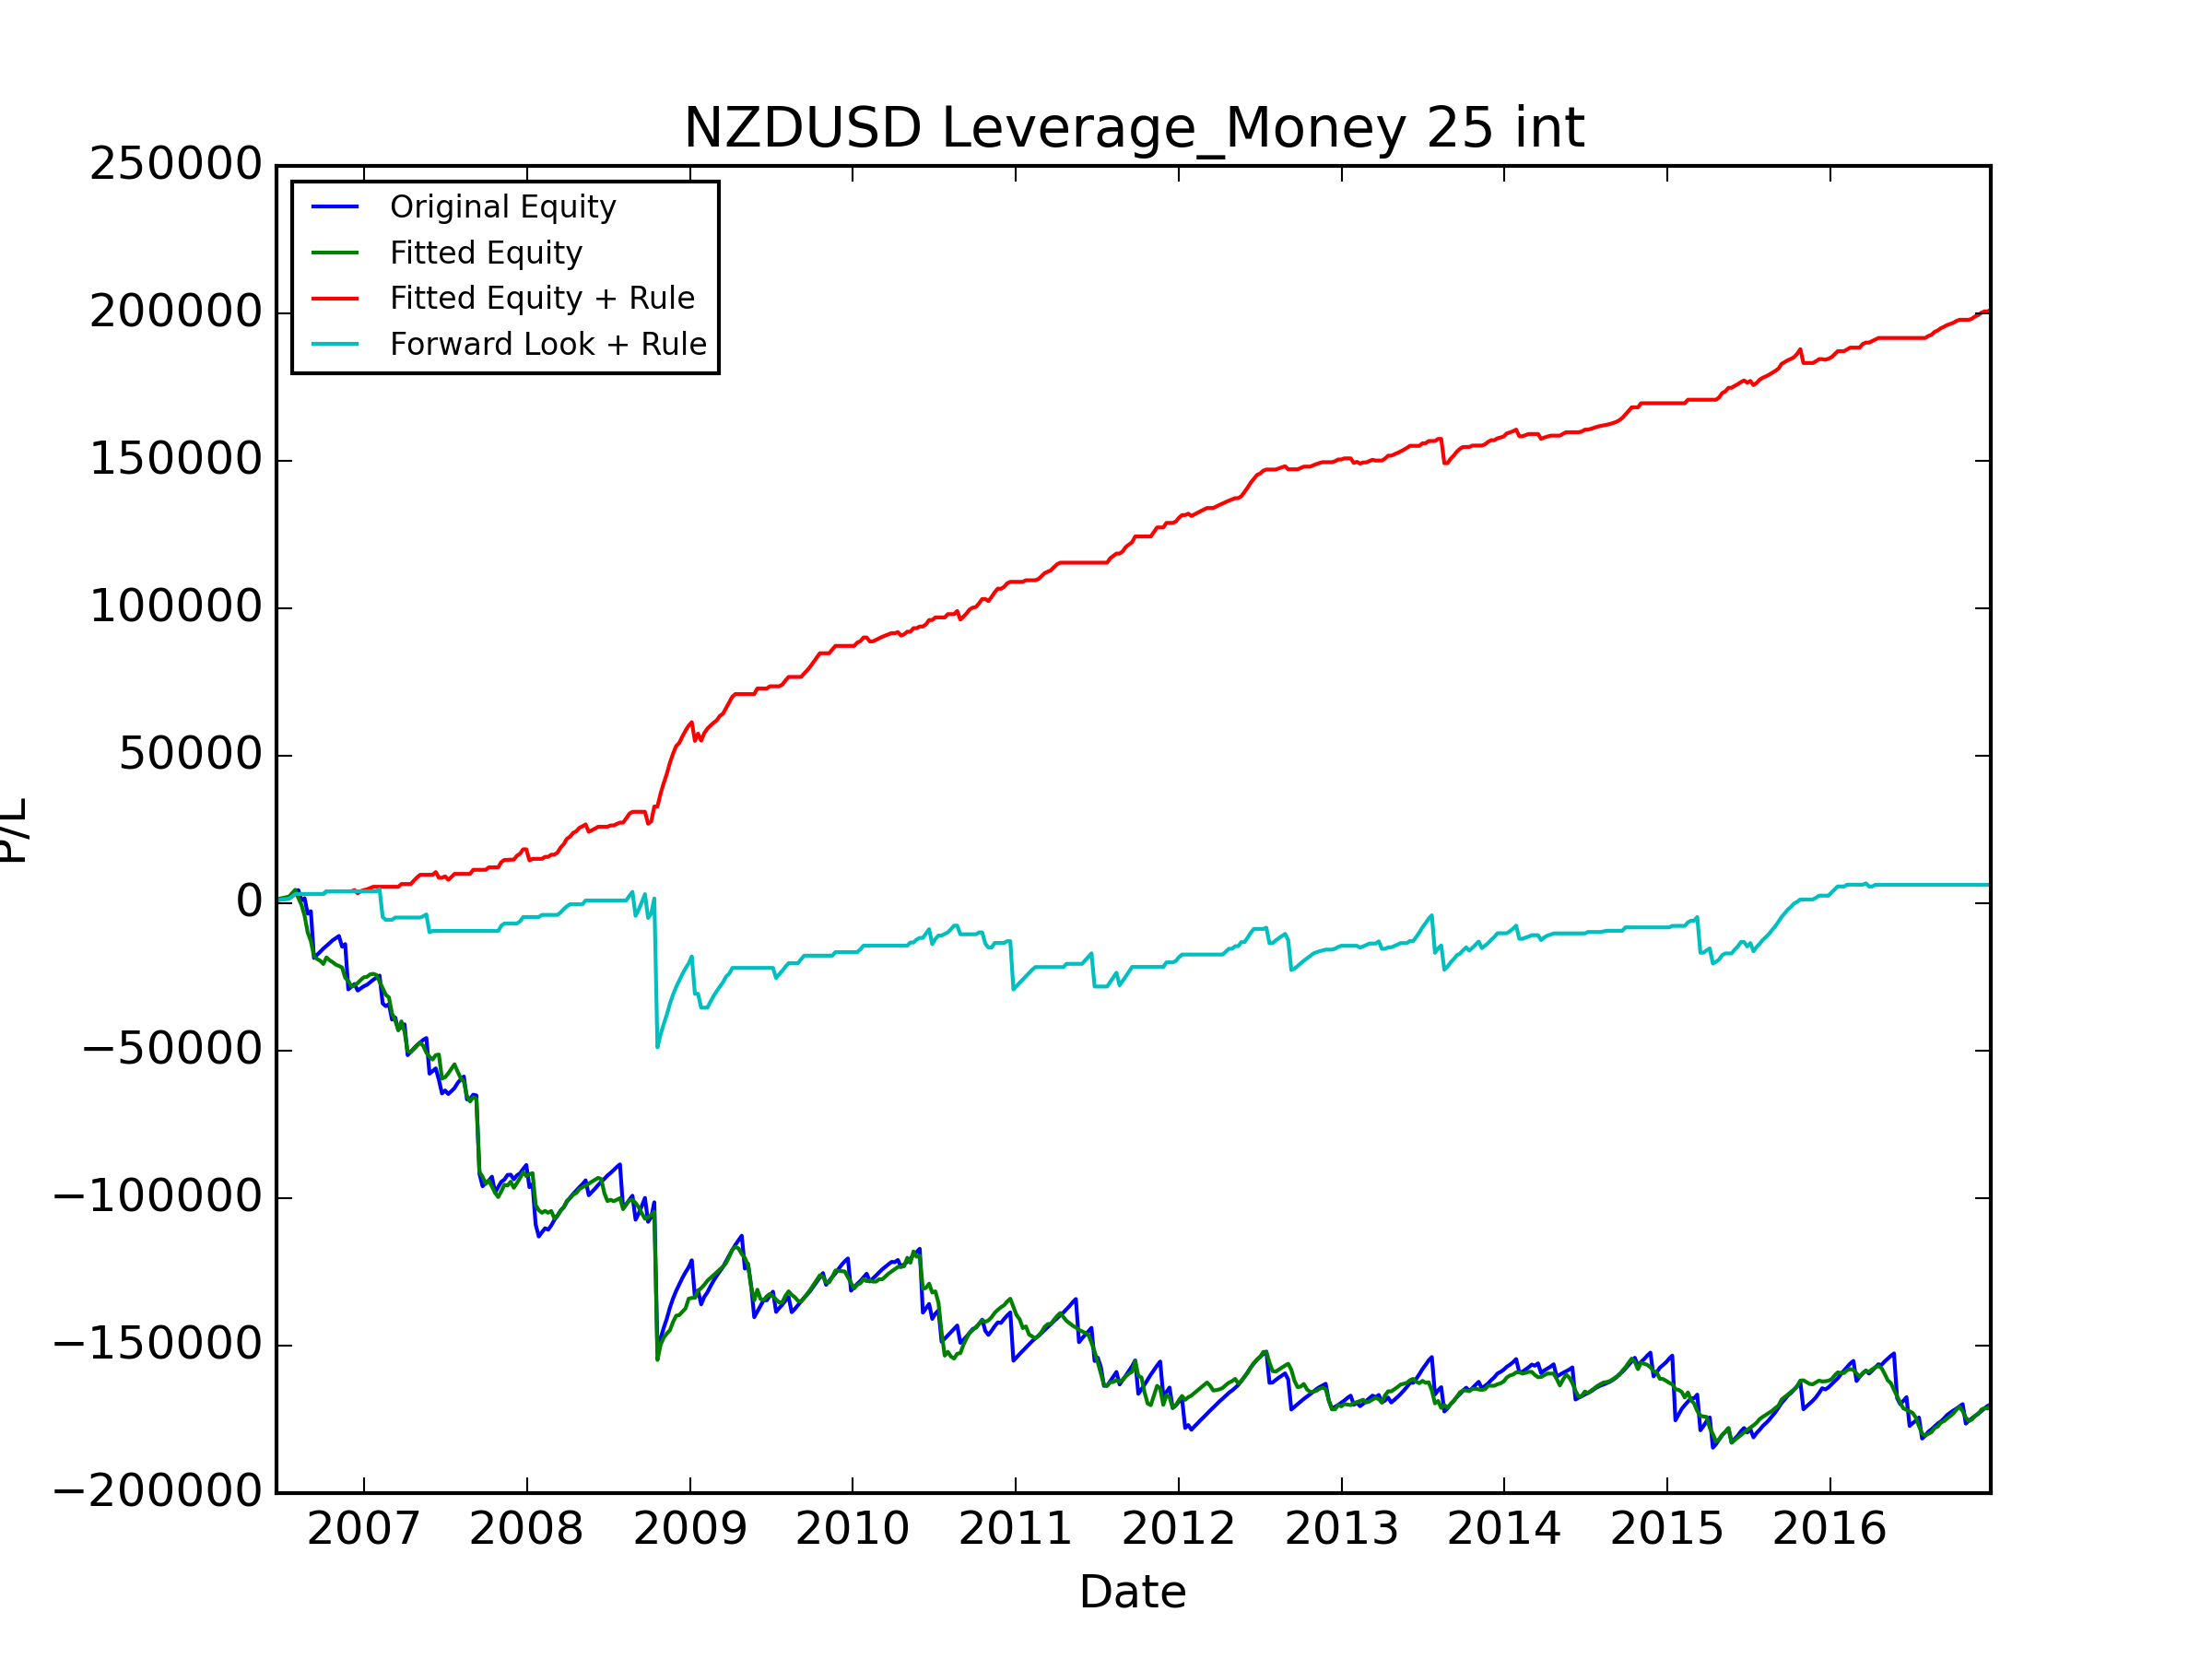 NZDUSD Leverage_Money 25 int
250000
200000
150000
100000
50000
0
−50000
−100000
−150000
−200000
Original Equity
Fitted Equity
Fitted Equity + Rule
Forward Look + Rule
P/L
2007 2008 2009 2010 2011 2012 2013 2014 2015 2016
Date